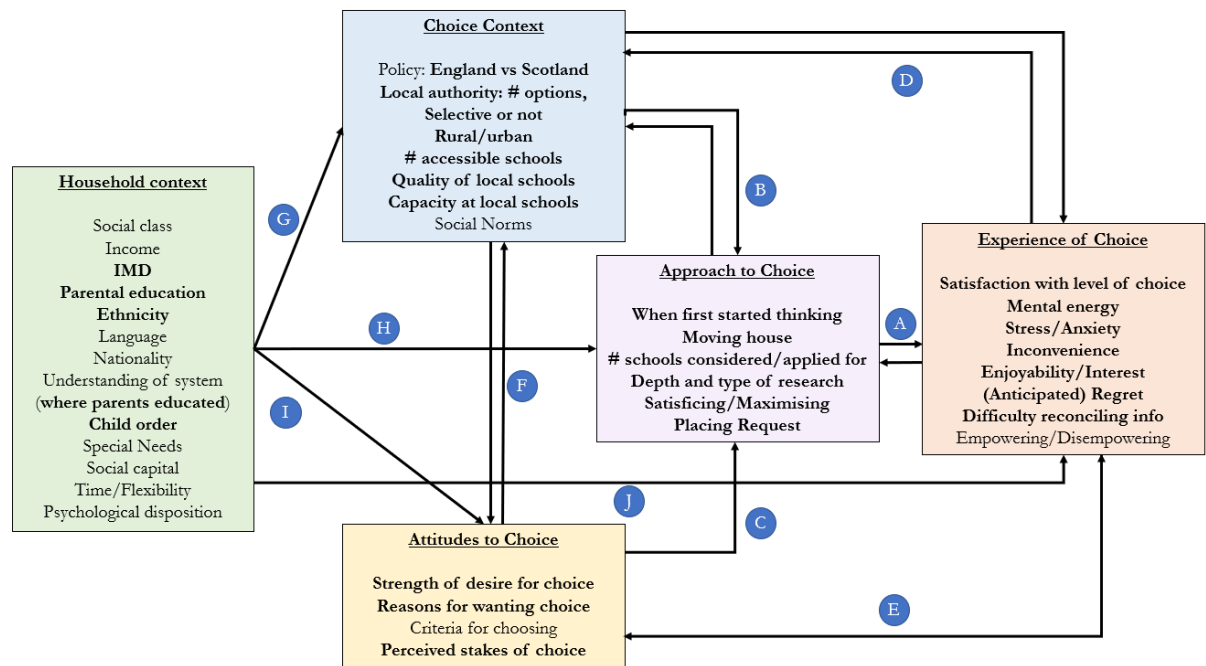 Choice Context
Policy: England vs Scotland
Local authority: # options,
Selective or not
Rural/urban
# accessible schools
Quality of local schools
Capacity at local schools
Social Norms
D
B
G
Household context
Social class
Income
IMD
Parental education
Ethnicity
Language
Nationality
Understanding of system
(where parents educated)
Child order
Special Needs
Social capital
Time/Flexibility
Psychological disposition
H
F
I
Approach to Choice
When first started thinking
Moving house
# schools considered/applied for
Depth and type of research
Satisficing/Maximising
Placing Request
A
Experience of Choice
Satisfaction with level of choice
Mental energy
Stress/Anxiety
Inconvenience
Enjoyability/Interest
(Anticipated) Regret
Difficulty reconciling info
Empowering/Disempowering
J
C
E
Attitudes to Choice
Strength of desire for choice
Reasons for wanting choice
Criteria for choosing
Perceived stakes of choice